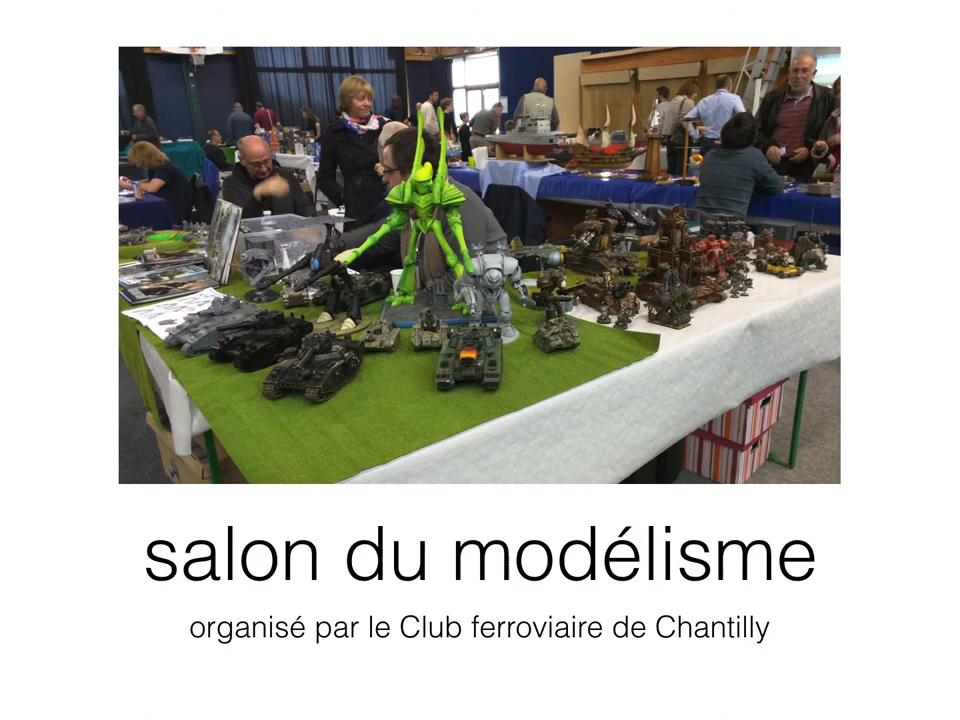 salon du modélisme
organisé par le Club ferroviaire de Chantilly